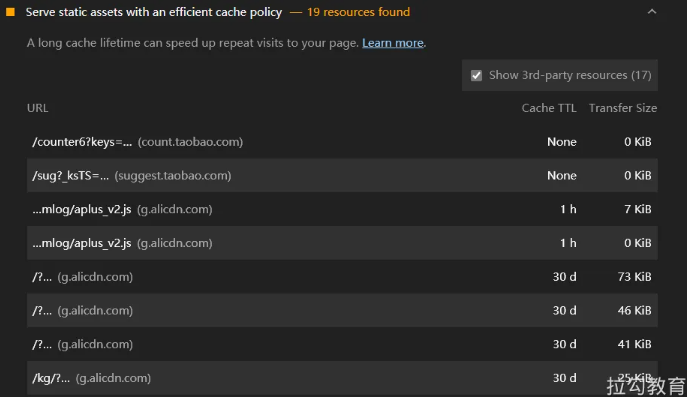 Serve static assets with an efficient cache policy — 19 resources found
A long cache lifetime can speed up repeat visits to your page. Learn more.
Show 3rd-party resources (17)
URL Cache TTL Transfer Size
/counter6?keys=... (count.taobao.com) None 0 KiB
/sug?_ksTS=... (suggest.taobao.com) None 0 KiB
...mlog/aplus_v2.js (g.alicdn.com) 1 h 7 KiB
...mlog/aplus_v2.js (g.alicdn.com) 1 h 0 KiB
/?... (g.alicdn.com) 30 d 73 KiB
/?... (g.alicdn.com) 30 d 46 KiB
/?... (g.alicdn.com) 30 d 41 KiB
/kg/?... (g.alicdn.com) 30 d 25 KiB
拉勾教育